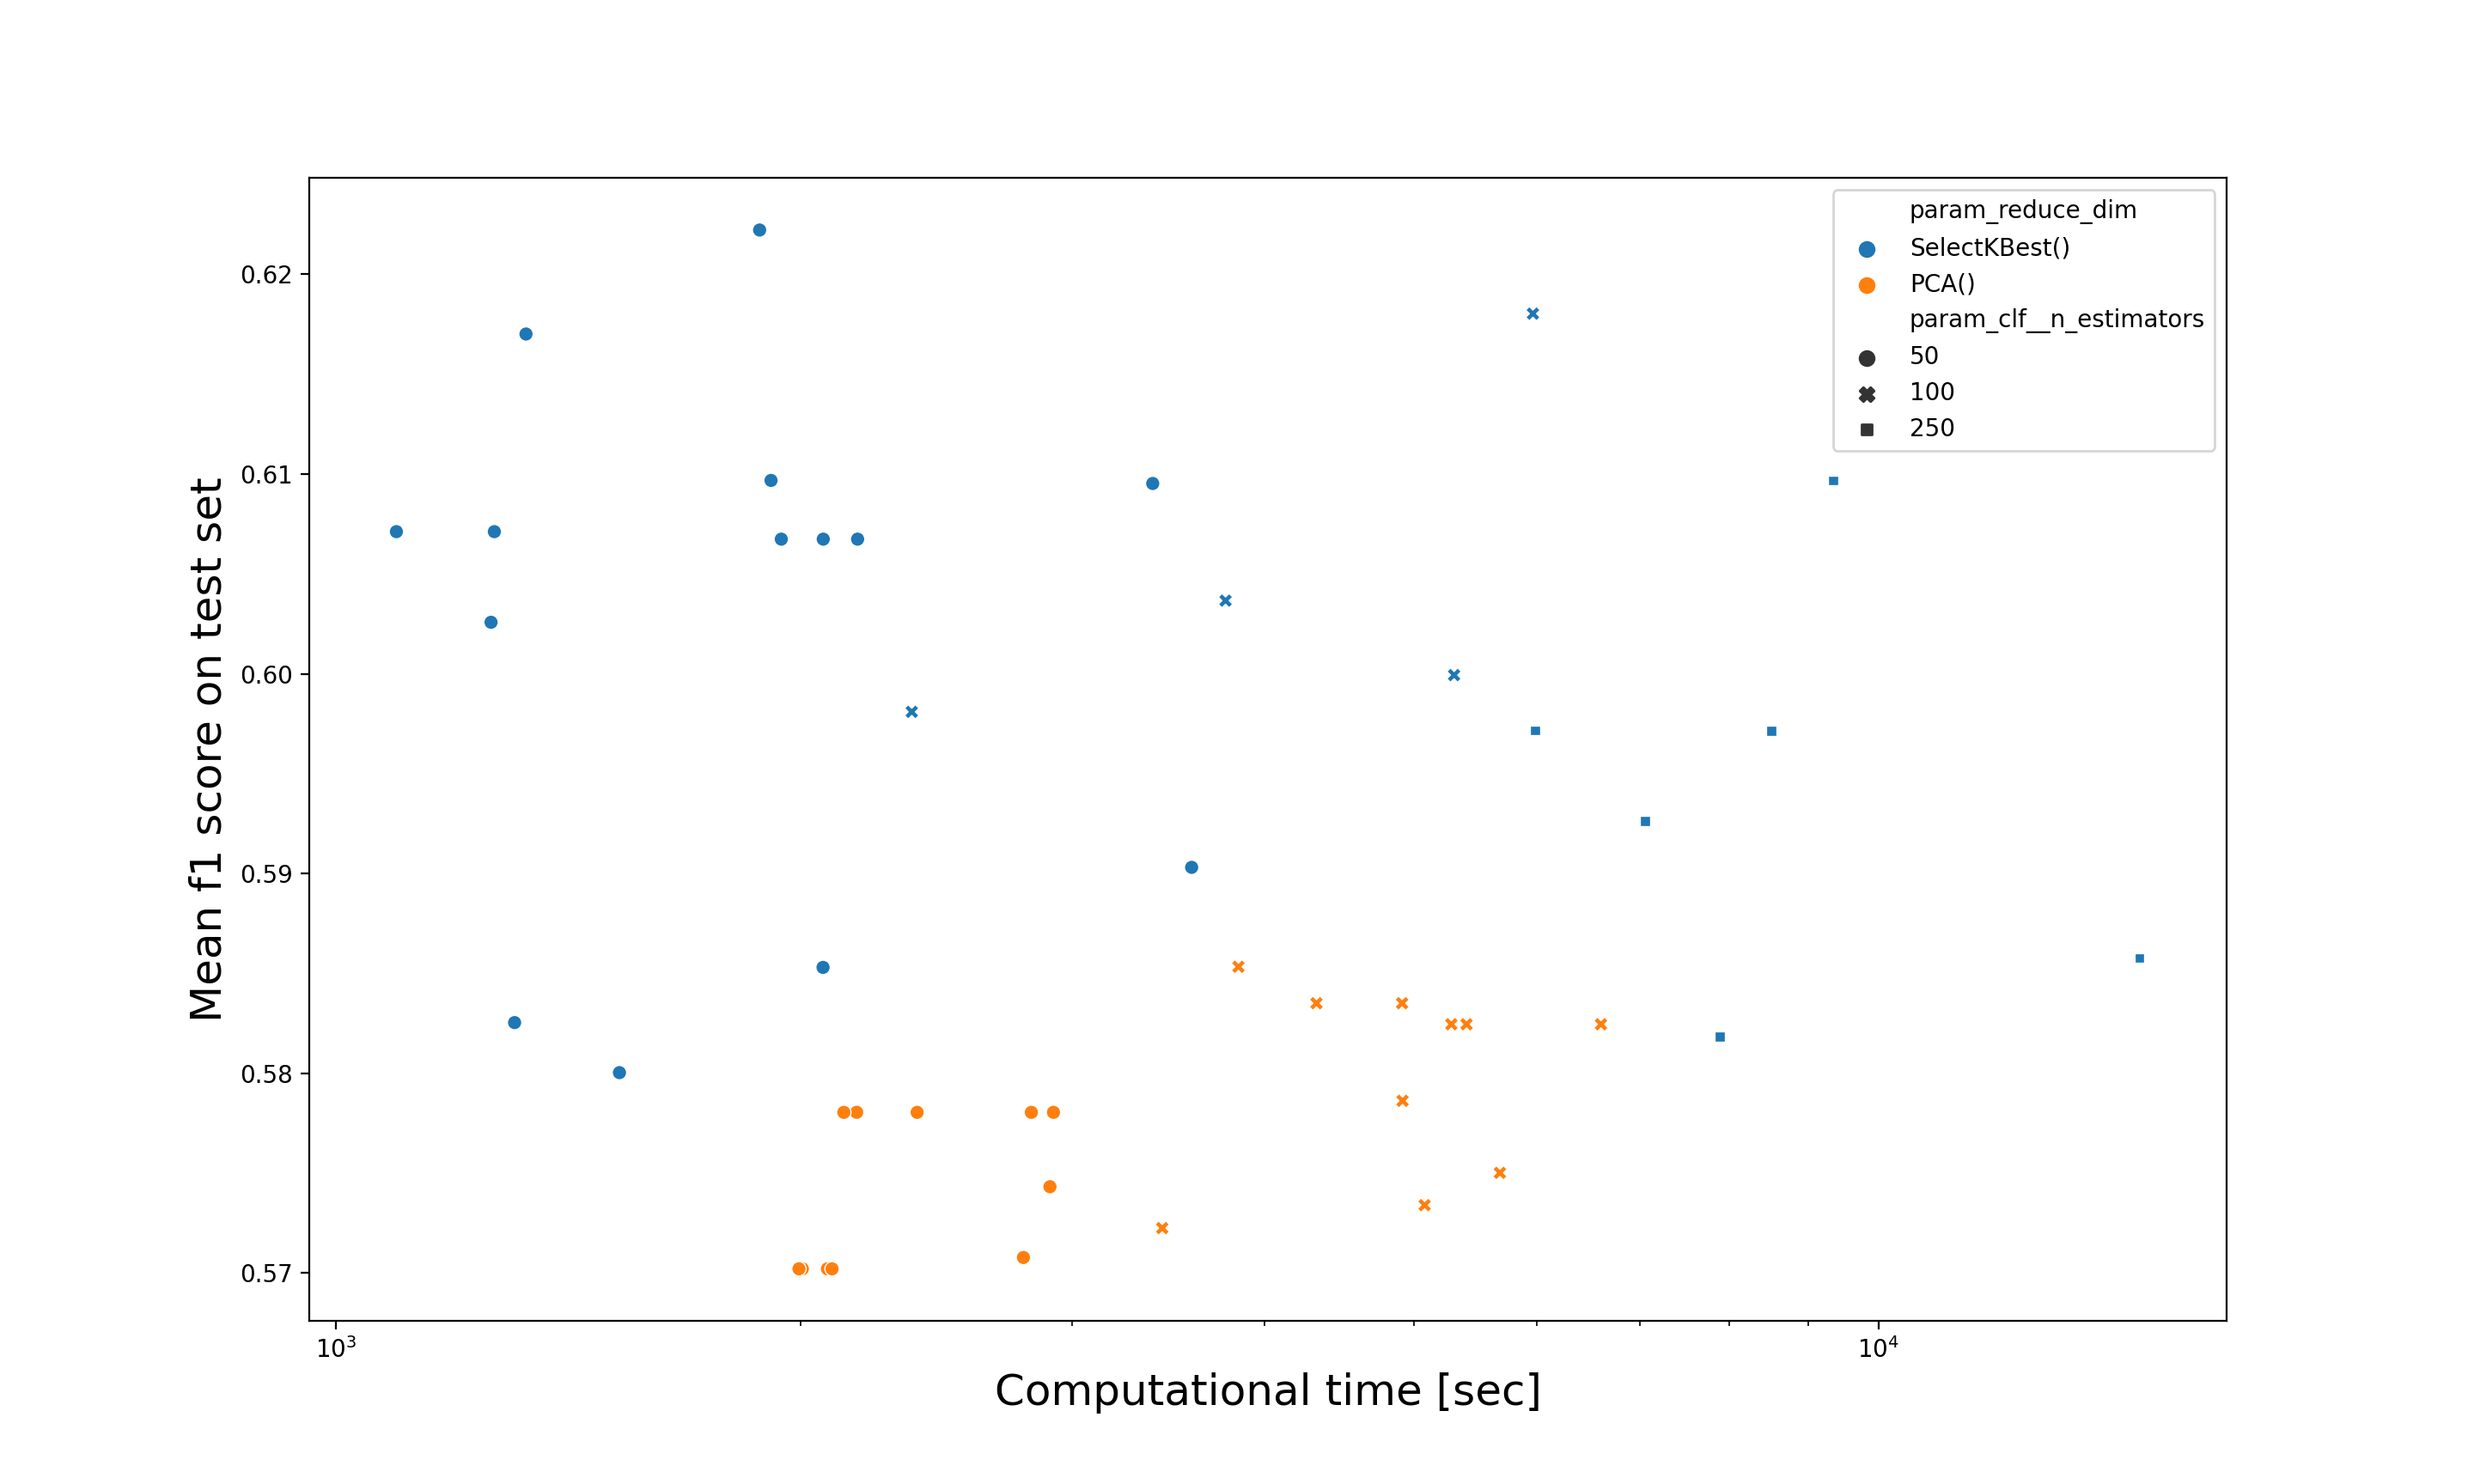 param_reduce_dim
SelectKBest()
PCA()
param_clf__n_estimators
50
100
250
Mean f1 score on test set
0.62
0.61
0.60
0.59
0.58
0.57
10³
10⁴
Computational time [sec]